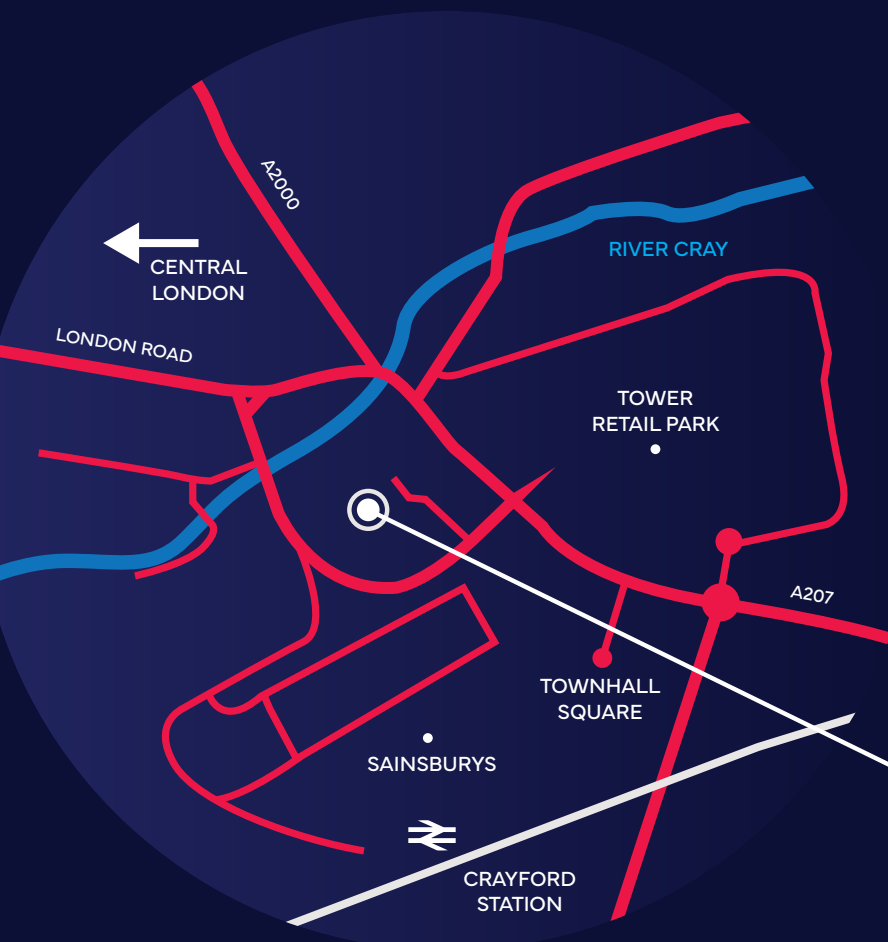 A2000
CENTRAL
LONDON
RIVER CRAY
LONDON ROAD
TOWER
RETAIL PARK
A207
TOWNHALL
SQUARE
SAINSBURYS
CRAYFORD
STATION